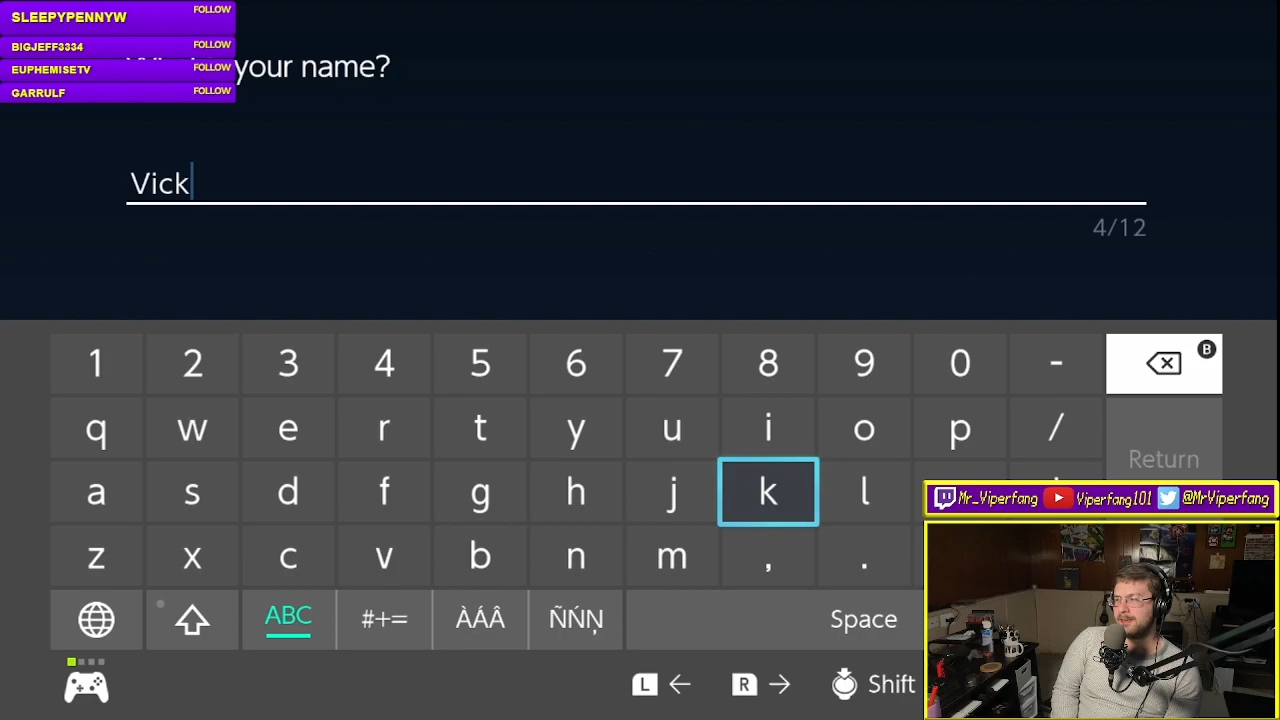 SLEEPYPENNYW FOLLOW
BIGJEFF3334 FOLLOW
EUPHEMISETV FOLLOW
GARRULF FOLLOW
your name?
Vick
4/12
1 2 3 4 5 6 7 8 9 0 - B
q w e r t y u i o p /
Return
a s d f g h j k l
Mr_Viperfang Viperfang101 @MrViperfang
z x c v b n m , .
ABC #+= ÀÁÂ ÑŃŅ Space
L ← R → Shift